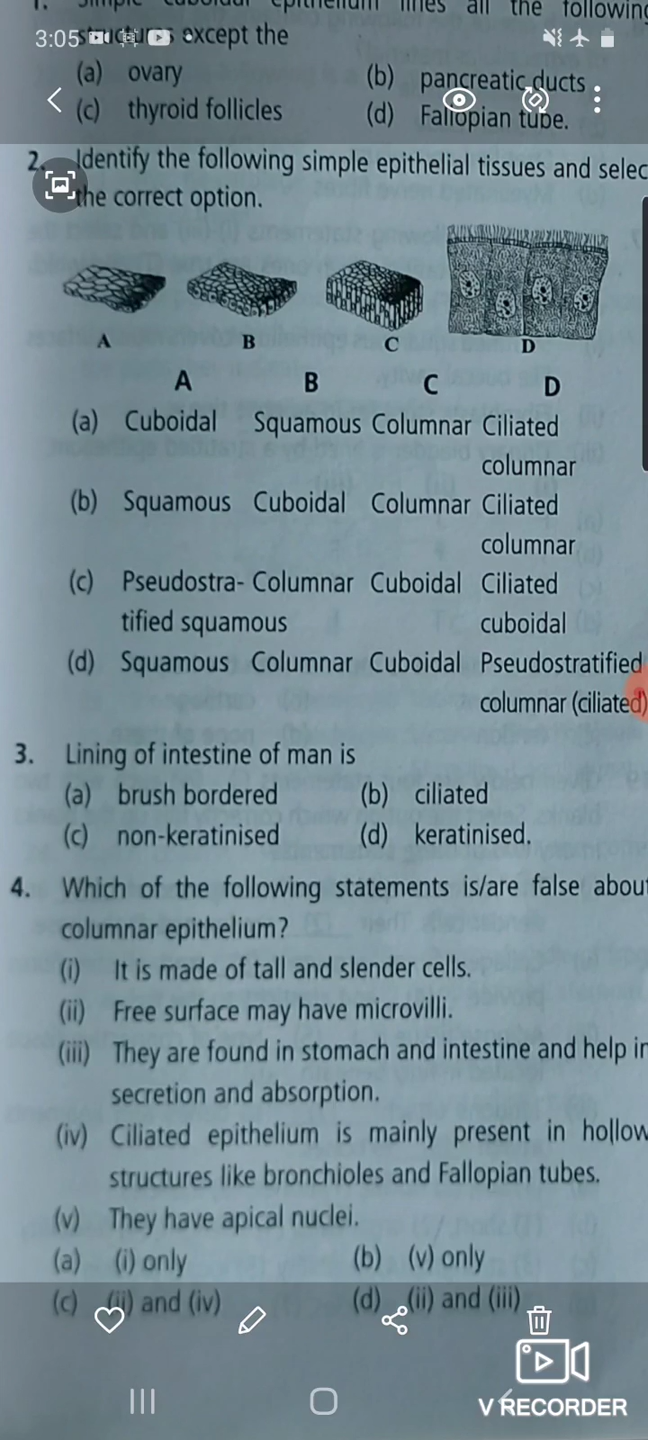 1. Simple cuboidal epithelium lines all the following
3:05 structures except the
(a) ovary (b) pancreatic ducts
(c) thyroid follicles (d) Fallopian tube.
2. Identify the following simple epithelial tissues and selec
the correct option.
A B C D
A B C D
(a) Cuboidal Squamous Columnar Ciliated
columnar
(b) Squamous Cuboidal Columnar Ciliated
columnar
(c) Pseudostra- Columnar Cuboidal Ciliated
tified squamous cuboidal
(d) Squamous Columnar Cuboidal Pseudostratified
columnar (ciliated)
3. Lining of intestine of man is
(a) brush bordered (b) ciliated
(c) non-keratinised (d) keratinised.
4. Which of the following statements is/are false about
columnar epithelium?
(i) It is made of tall and slender cells.
(ii) Free surface may have microvilli.
(iii) They are found in stomach and intestine and help in
secretion and absorption.
(iv) Ciliated epithelium is mainly present in hollow
structures like bronchioles and Fallopian tubes.
(v) They have apical nuclei.
(a) (i) only (b) (v) only
(c) (ii) and (iv) (d) (ii) and (iii)
V RECORDER